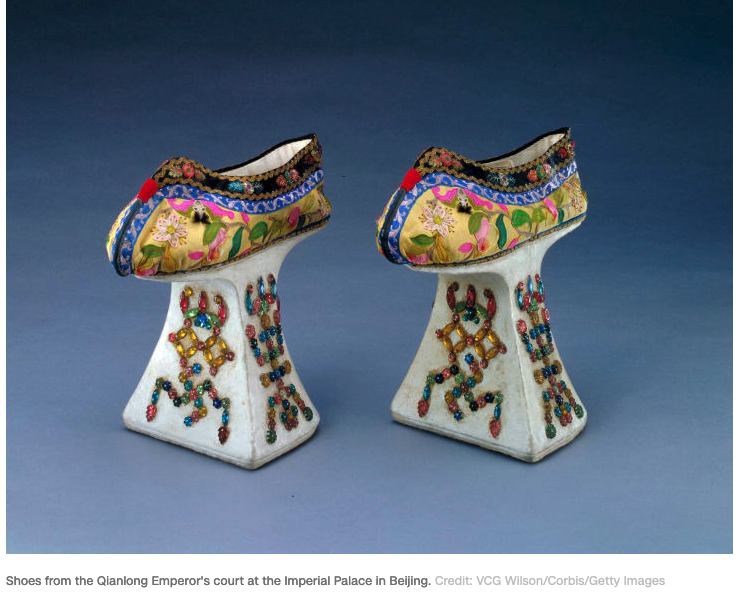 Shoes from the Qianlong Emperor's court at the Imperial Palace in Beijing. Credit: VCG Wilson/Corbis/Getty Images